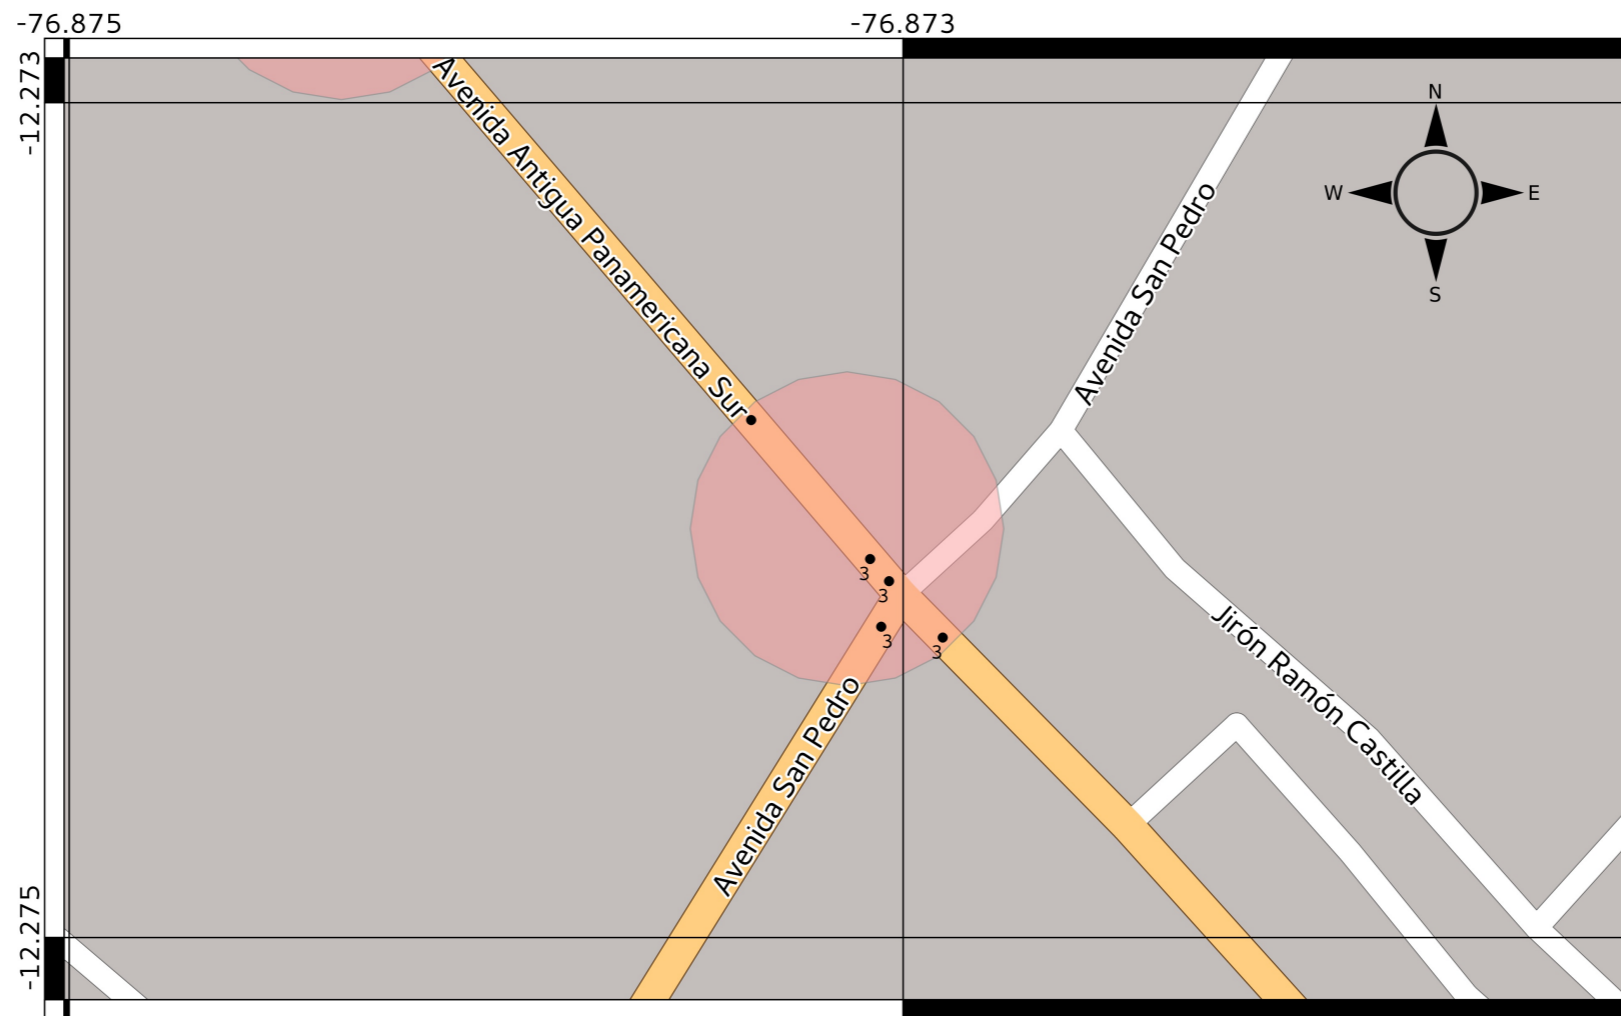 -76.875
-76.873
-12.273
Avenida Antigua Panamericana Sur
Avenida San Pedro
N
W
E
S
3
3
3
3
Jirón Ramón Castilla
Avenida San Pedro
-12.275